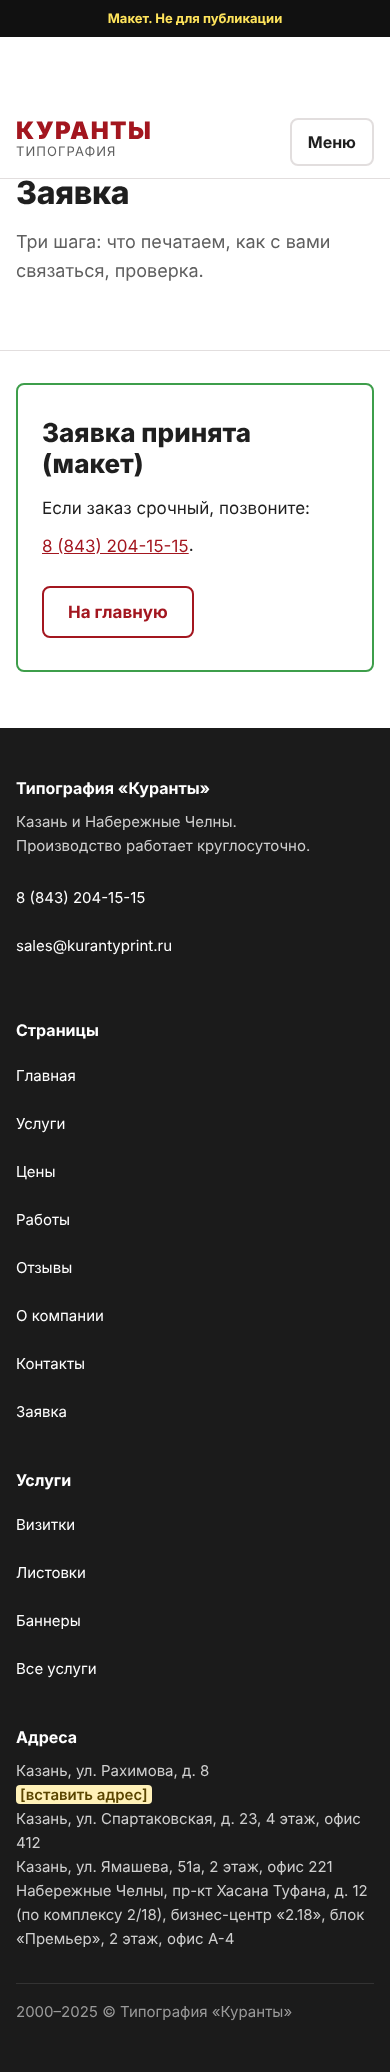 Макет. Не для публикации
КУРАНТЫ
ТИПОГРАФИЯ
Меню
Заявка
Три шага: что печатаем, как с вами
связаться, проверка.
Заявка принята
(макет)
Если заказ срочный, позвоните:
8 (843) 204-15-15.
На главную
Типография «Куранты»
Казань и Набережные Челны.
Производство работает круглосуточно.
8 (843) 204-15-15
sales@kurantyprint.ru
Страницы
Главная
Услуги
Цены
Работы
Отзывы
О компании
Контакты
Заявка
Услуги
Визитки
Листовки
Баннеры
Все услуги
Адреса
Казань, ул. Рахимова, д. 8
[вставить адрес]
Казань, ул. Спартаковская, д. 23, 4 этаж, офис
412
Казань, ул. Ямашева, 51а, 2 этаж, офис 221
Набережные Челны, пр-кт Хасана Туфана, д. 12
(по комплексу 2/18), бизнес-центр «2.18», блок
«Премьер», 2 этаж, офис А-4
2000–2025 © Типография «Куранты»